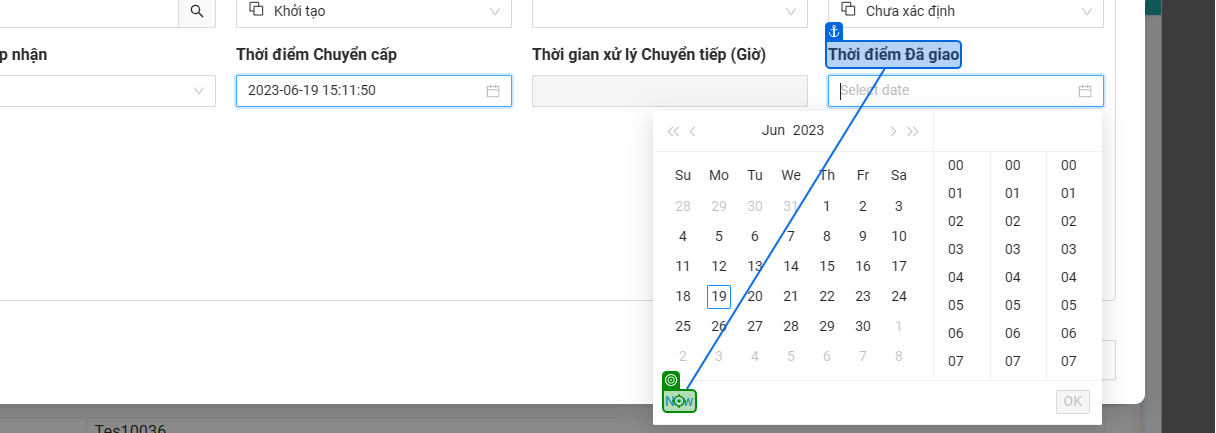 Khởi tạo
Chưa xác định
p nhận
Thời điểm Chuyển cấp
Thời gian xử lý Chuyển tiếp (Giờ)
Thời điểm Đã giao
2023-06-19 15:11:50
Select date
Jun 2023
Su Mo Tu We Th Fr Sa
28 29 30 31 1 2 3
4 5 6 7 8 9 10
11 12 13 14 15 16 17
18 19 20 21 22 23 24
25 26 27 28 29 30 1
2 3 4 5 6 7 8
00 00 00
01 01 01
02 02 02
03 03 03
04 04 04
05 05 05
06 06 06
07 07 07
Now
OK
Tes10036